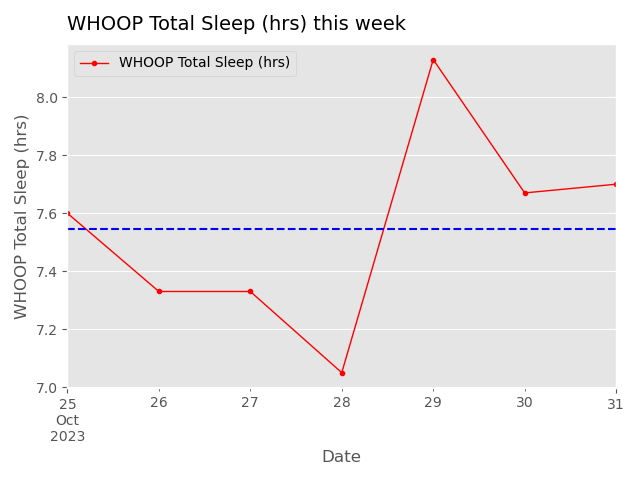 WHOOP Total Sleep (hrs) this week
WHOOP Total Sleep (hrs)
WHOOP Total Sleep (hrs)
8.0
7.8
7.6
7.4
7.2
7.0
25 26 27 28 29 30 31
Oct
2023
Date